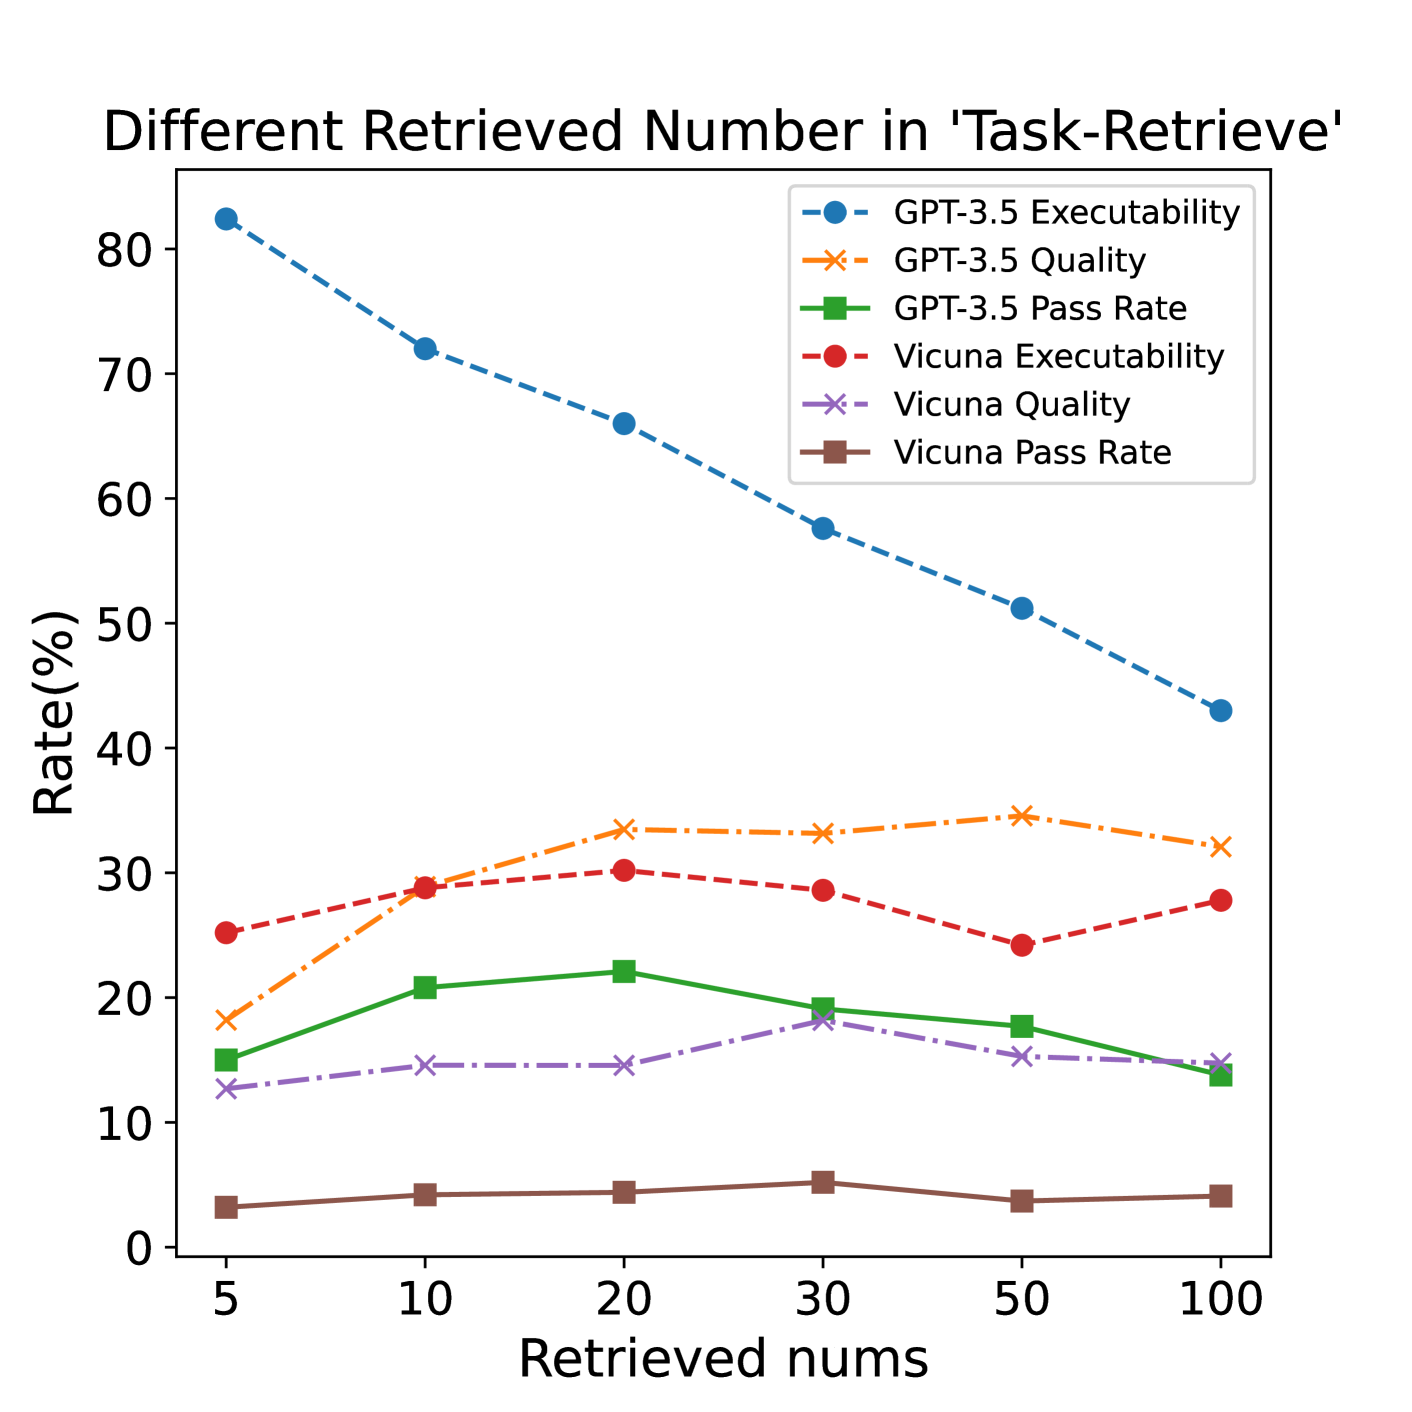 Different Retrieved Number in 'Task-Retrieve'
GPT-3.5 Executability
GPT-3.5 Quality
GPT-3.5 Pass Rate
Vicuna Executability
Vicuna Quality
Vicuna Pass Rate
Rate(%)
80
70
60
50
40
30
20
10
0
5 10 20 30 50 100
Retrieved nums